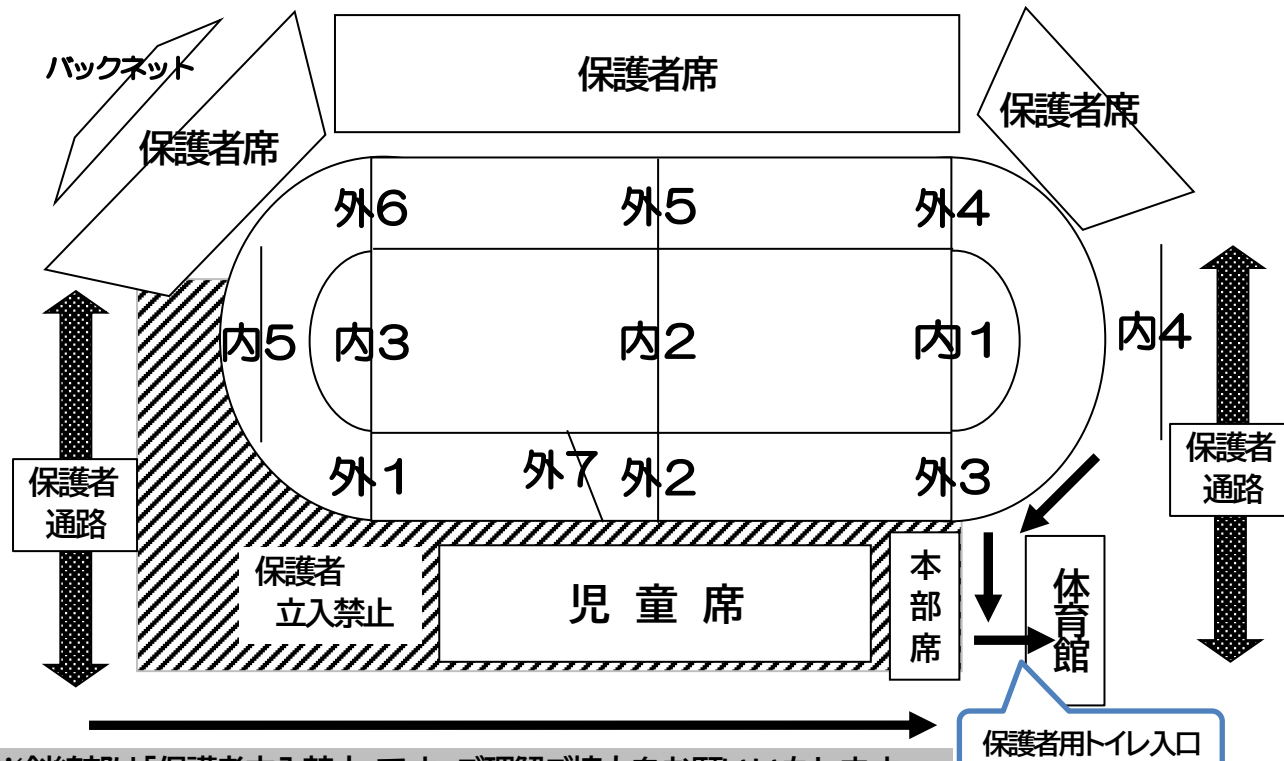 バックネット
保護者席
保護者席
保護者席
外6
外5
外4
内5
内3
内2
内1
内4
外1
外7
外2
外3
保護者
通路
保護者
通路
保護者
立入禁止
児童席
本部席
体育館
保護者用トイレ入口